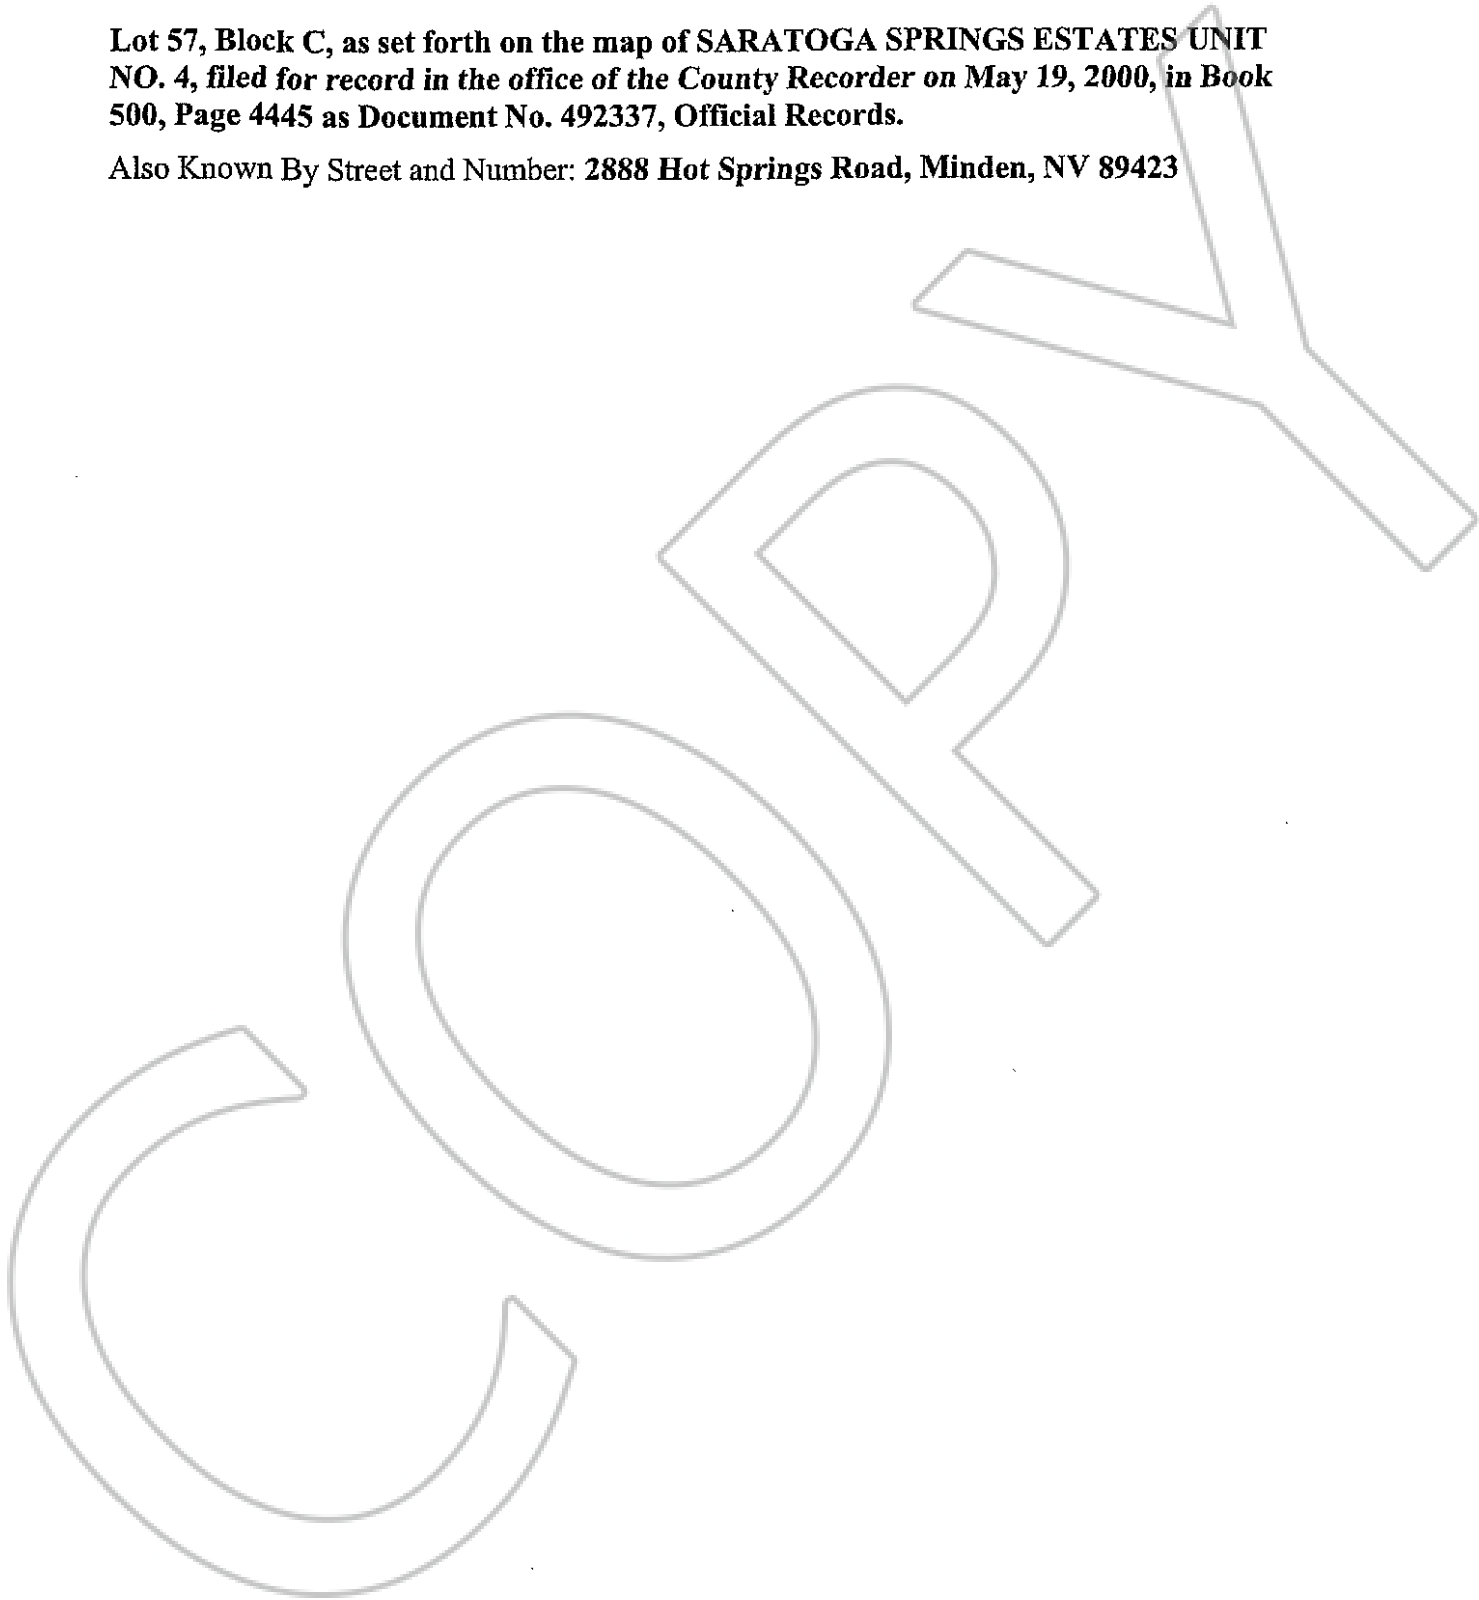 Lot 57, Block C, as set forth on the map of SARATOGA SPRINGS ESTATES UNIT
NO. 4, filed for record in the office of the County Recorder on May 19, 2000, in Book
500, Page 4445 as Document No. 492337, Official Records.
Also Known By Street and Number: 2888 Hot Springs Road, Minden, NV 89423
COPY